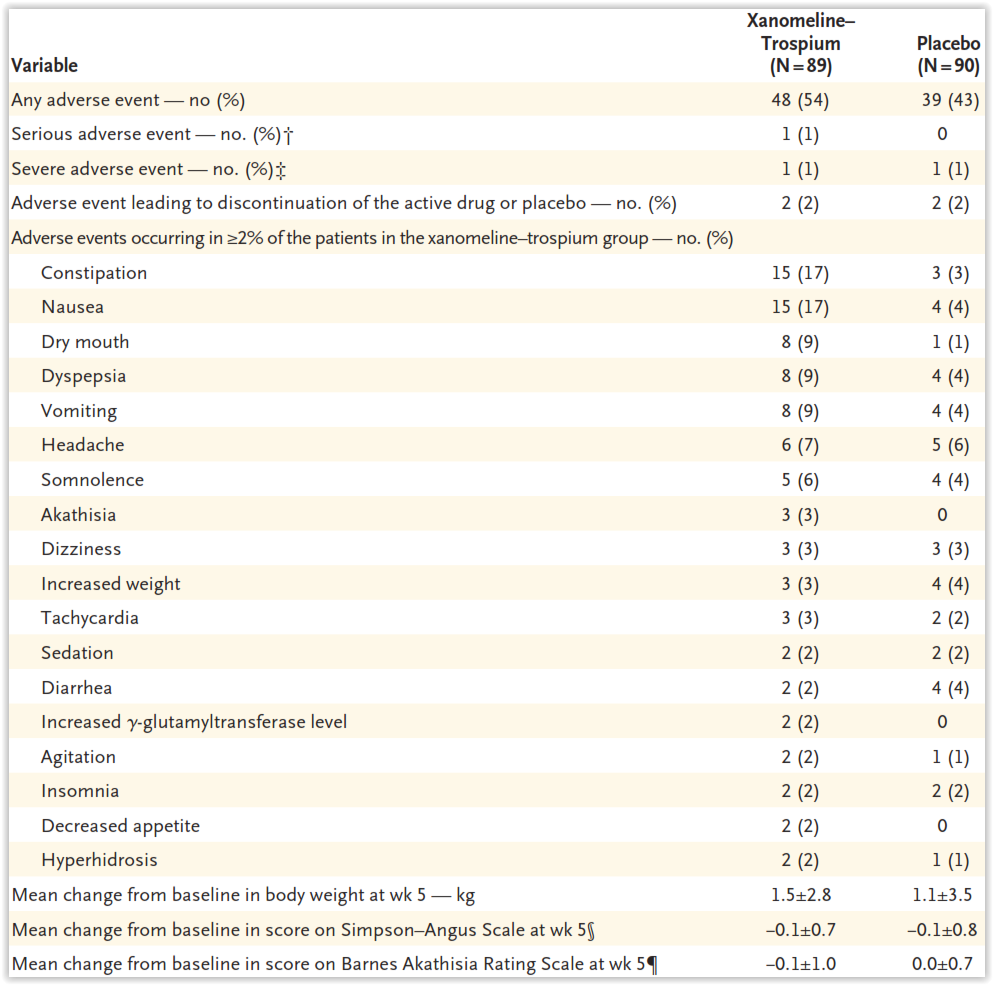 Variable Xanomeline–Trospium (N=89) Placebo (N=90)
Any adverse event — no (%) 48 (54) 39 (43)
Serious adverse event — no. (%)† 1 (1) 0
Severe adverse event — no. (%)‡ 1 (1) 1 (1)
Adverse event leading to discontinuation of the active drug or placebo — no. (%) 2 (2) 2 (2)
Adverse events occurring in ≥2% of the patients in the xanomeline–trospium group — no. (%)
Constipation 15 (17) 3 (3)
Nausea 15 (17) 4 (4)
Dry mouth 8 (9) 1 (1)
Dyspepsia 8 (9) 4 (4)
Vomiting 8 (9) 4 (4)
Headache 6 (7) 5 (6)
Somnolence 5 (6) 4 (4)
Akathisia 3 (3) 0
Dizziness 3 (3) 3 (3)
Increased weight 3 (3) 4 (4)
Tachycardia 3 (3) 2 (2)
Sedation 2 (2) 2 (2)
Diarrhea 2 (2) 4 (4)
Increased γ-glutamyltransferase level 2 (2) 0
Agitation 2 (2) 1 (1)
Insomnia 2 (2) 2 (2)
Decreased appetite 2 (2) 0
Hyperhidrosis 2 (2) 1 (1)
Mean change from baseline in body weight at wk 5 — kg 1.5±2.8 1.1±3.5
Mean change from baseline in score on Simpson–Angus Scale at wk 5§ –0.1±0.7 –0.1±0.8
Mean change from baseline in score on Barnes Akathisia Rating Scale at wk 5¶ –0.1±1.0 0.0±0.7